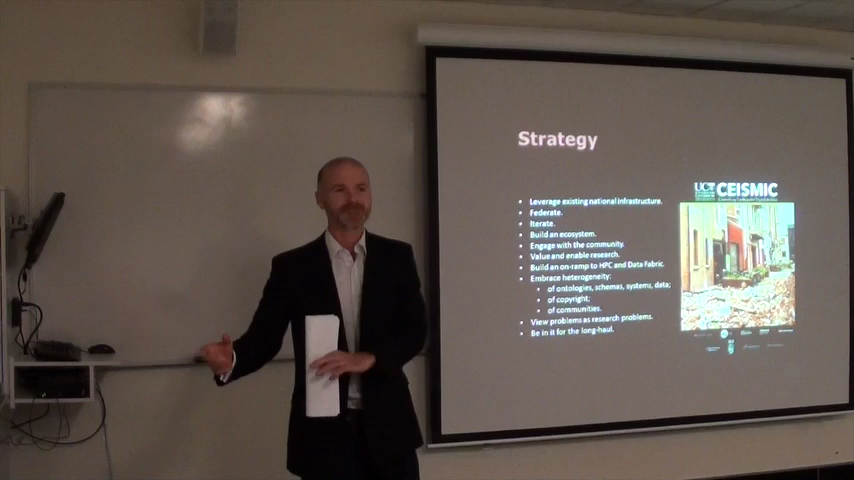 Strategy
• Leverage existing national infrastructure.
• Federate.
• Iterate.
• Build an ecosystem.
• Engage with the community.
• Value and enable research.
• Build an on-ramp to HPC and Data Fabric.
• Embrace heterogeneity:
• of ontologies, schemas, systems, data;
• of copyright;
• of communities.
• View problems as research problems.
• Be in it for the long-haul.
CEISMIC